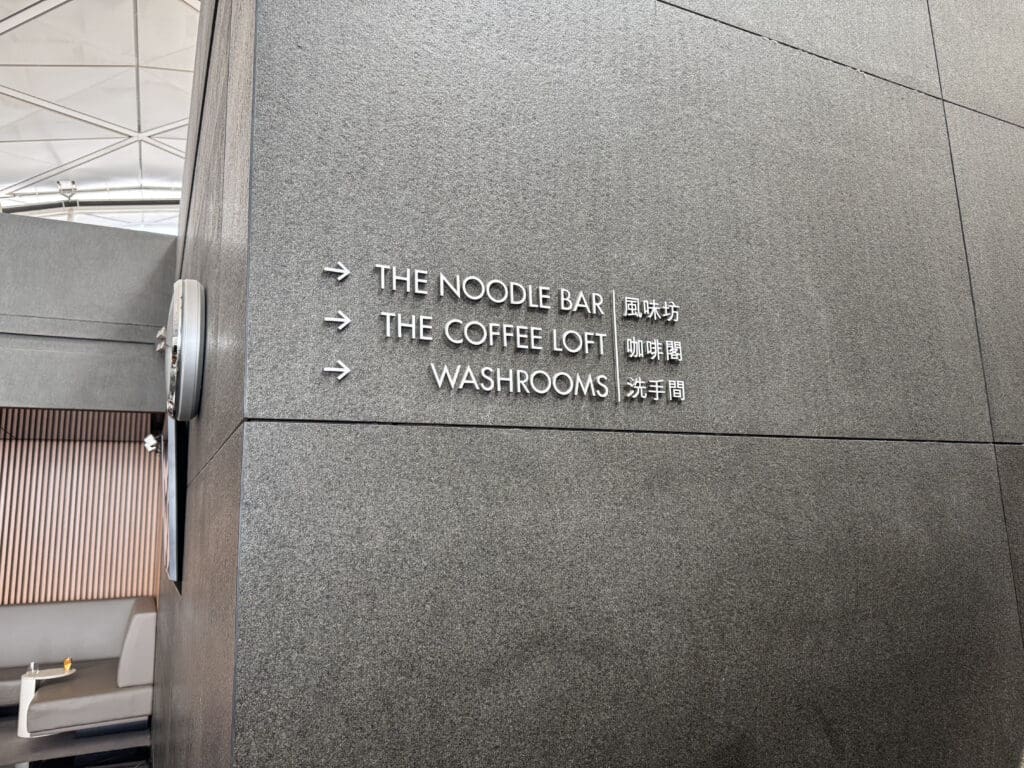 → THE NOODLE BAR | 風味坊
→ THE COFFEE LOFT | 咖啡閣
→ WASHROOMS | 洗手間